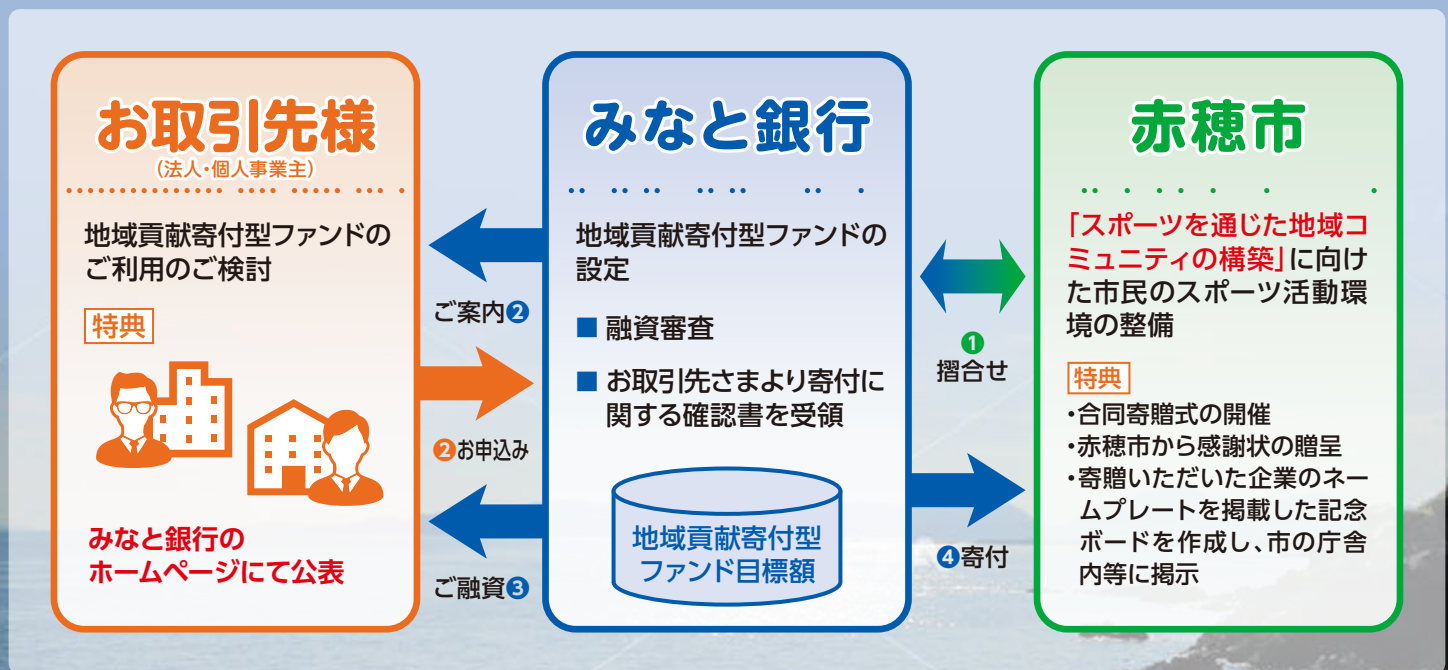 お取引先様
(法人・個人事業主)
地域貢献寄付型ファンドの
ご利用のご検討
特典
みなと銀行の
ホームページにて公表
ご案内❷
❷お申込み
ご融資❸
みなと銀行
地域貢献寄付型ファンドの
設定
■ 融資審査
■ お取引先さまより寄付に
関する確認書を受領
地域貢献寄付型
ファンド目標額
❶
摺合せ
❹寄付
赤穂市
「スポーツを通じた地域コ
ミュニティの構築」に向け
た市民のスポーツ活動環
境の整備
特典
・合同寄贈式の開催
・赤穂市から感謝状の贈呈
・寄贈いただいた企業のネー
ムプレートを掲載した記念
ボードを作成し、市の庁舎
内等に掲示